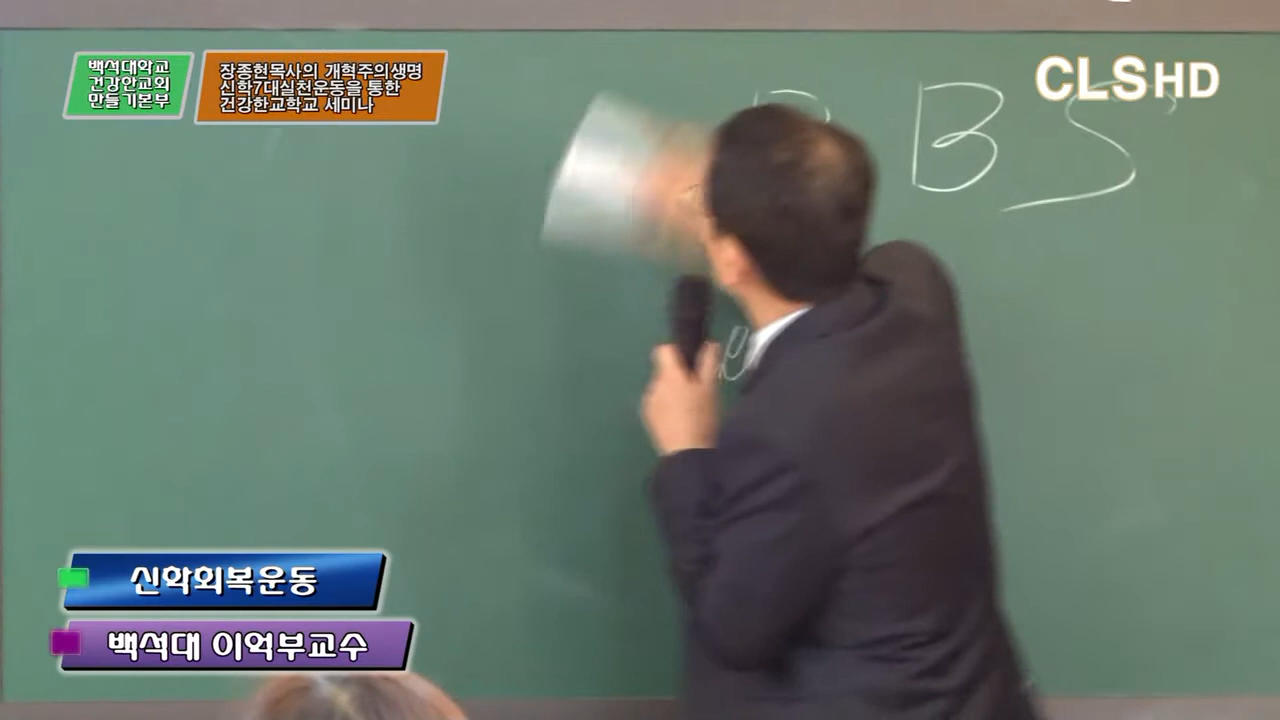 백석대학교
건강한교회
만들기본부
장종현목사의 개혁주의생명
신학7대실천운동을 통한
건강한교학교 세미나
CLSHD
B S
신학회복운동
백석대 이억부교수